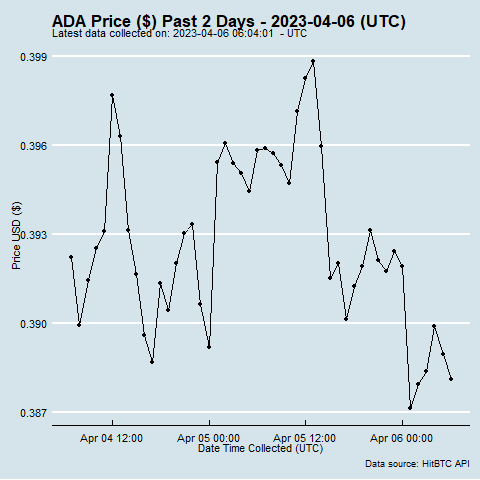 ADA Price ($) Past 2 Days - 2023-04-06 (UTC)
Latest data collected on: 2023-04-06 06:04:01 - UTC
0.399
0.396
0.393
0.390
0.387
Price USD ($)
Apr 04 12:00
Apr 05 00:00
Apr 05 12:00
Apr 06 00:00
Date Time Collected (UTC)
Data source: HitBTC API